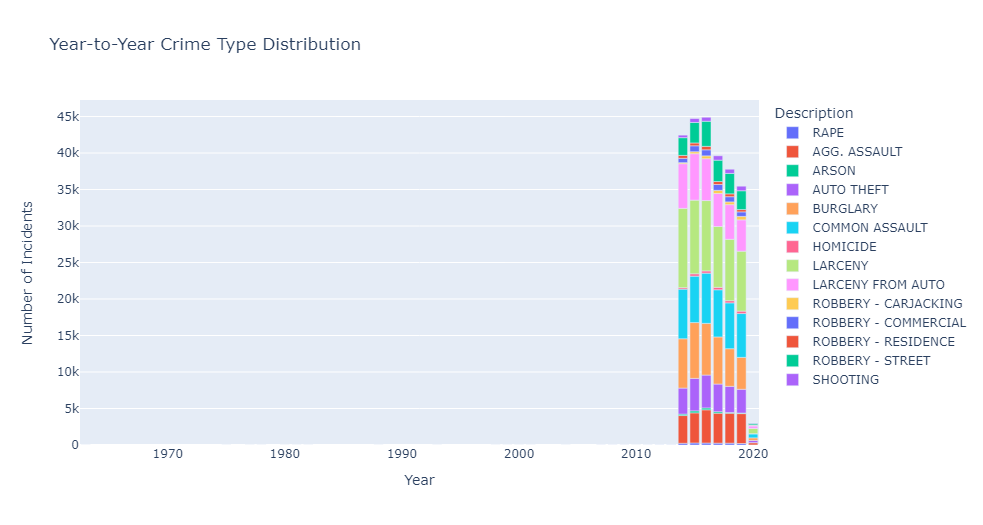 Year-to-Year Crime Type Distribution
Description
RAPE
AGG. ASSAULT
ARSON
AUTO THEFT
BURGLARY
COMMON ASSAULT
HOMICIDE
LARCENY
LARCENY FROM AUTO
ROBBERY - CARJACKING
ROBBERY - COMMERCIAL
ROBBERY - RESIDENCE
ROBBERY - STREET
SHOOTING
Number of Incidents
45k
40k
35k
30k
25k
20k
15k
10k
5k
0
1970 1980 1990 2000 2010 2020
Year